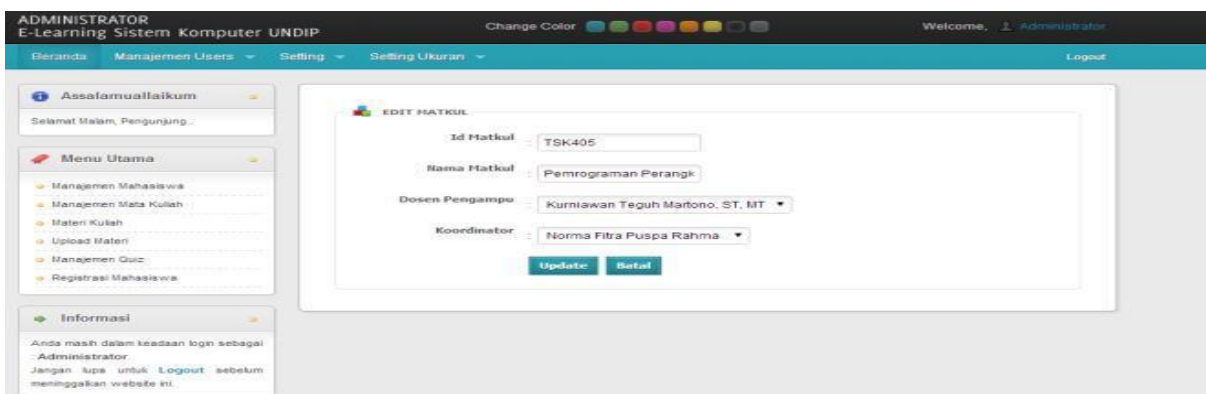 ADMINISTRATOR
E-Learning Sistem Komputer UNDIP
Change Color
Welcome, Administrator
Beranda Manajemen Users Setting Setting Ukuran Logout
Assalamuallaikum
Selamat Malam, Pengunjung..
Menu Utama
Manajemen Mahasiswa
Manajemen Mata Kuliah
Materi Kuliah
Upload Materi
Manajemen Quiz
Registrasi Mahasiswa
Informasi
Anda masih dalam keadaan login sebagai
: Administrator.
Jangan lupa untuk Logout sebelum
meninggalkan website ini.
EDIT MATKUL
Id Matkul : TSK405
Nama Matkul : Pemrograman Perangk
Dosen Pengampu : Kurniawan Teguh Martono, ST, MT
Koordinator : Norma Fitra Puspa Rahma
Update Batal